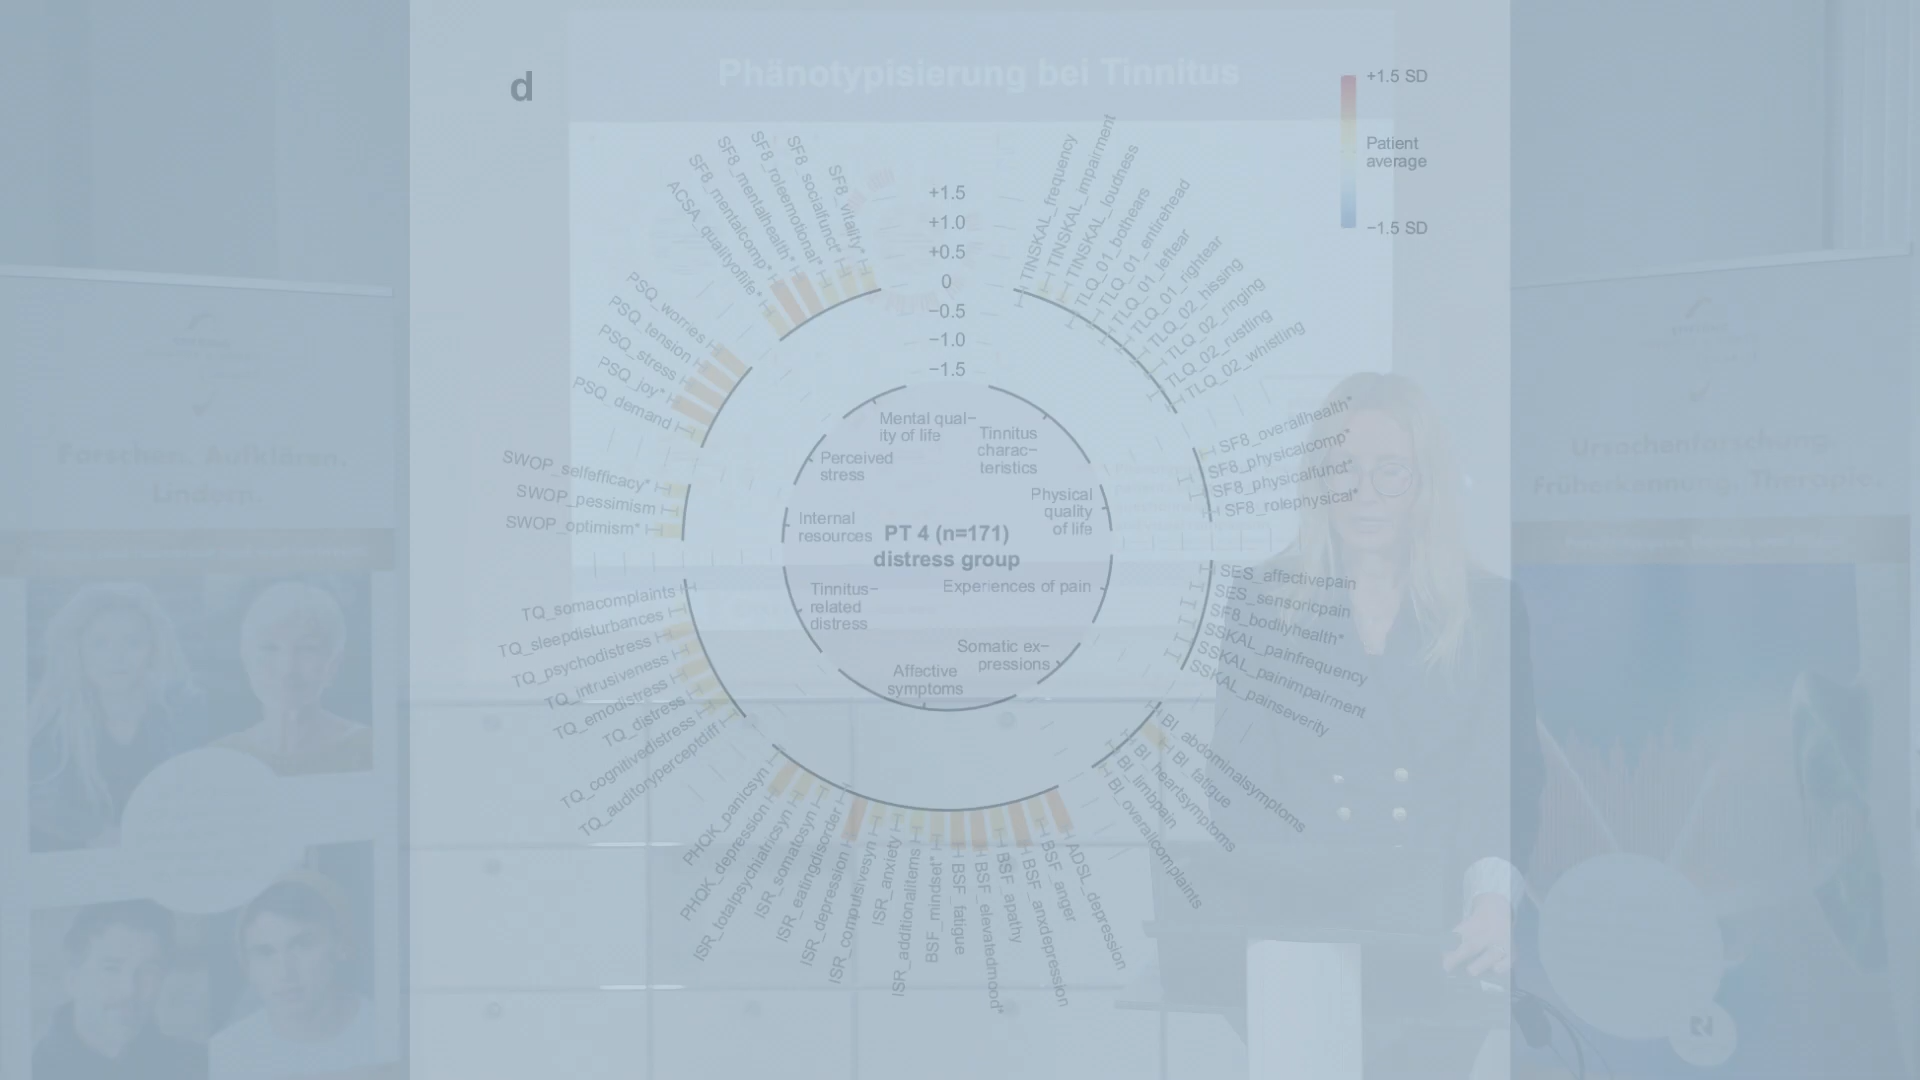 Phänotypisierung bei Tinnitus
d
+1.5 SD
Patient
average
−1.5 SD
+1.5
+1.0
+0.5
0
−0.5
−1.0
−1.5
ACSA_qualityoflife*
SF8_mentalcomp*
SF8_mentalhealth*
SF8_roleemotional*
SF8_socialfunct*
SF8_vitality*
TINSKAL_frequency
TINSKAL_impairment
TINSKAL_loudness
TLQ_01_bothears
TLQ_01_entirehead
TLQ_01_leftear
TLQ_01_rightear
TLQ_02_hissing
TLQ_02_ringing
TLQ_02_rustling
TLQ_02_whistling
SF8_overallhealth*
SF8_physicalcomp*
SF8_physicalfunct*
SF8_rolephysical*
SES_affectivepain
SES_sensoricpain
SF8_bodilyhealth*
SSKAL_painfrequency
SSKAL_painimpairment
SSKAL_painseverity
BI_abdominalsymptoms
BI_fatigue
BI_heartsymptoms
BI_limbpain
BI_overallcomplaints
ADSL_depression
BSF_anger
BSF_anxdepression
BSF_apathy
BSF_elevatedmood*
BSF_fatigue
BSF_mindset*
ISR_additionalitems
ISR_anxiety
ISR_compulsivesyn
ISR_depression
ISR_eatingdisorder
ISR_somatosyn
ISR_totalpsychiatricsyn
PHQK_depression
PHQK_panicsyn
TQ_auditoryperceptdiff
TQ_cognitivedistress
TQ_distress
TQ_emodistress
TQ_intrusiveness
TQ_psychodistress
TQ_sleepdisturbances
TQ_somacomplaints
SWOP_optimism*
SWOP_pessimism
SWOP_selfefficacy*
PSQ_demand
PSQ_joy*
PSQ_stress
PSQ_tension
PSQ_worries
Mental qual−
ity of life
Tinnitus
charac−
teristics
Perceived
stress
Physical
quality
of life
Internal
resources
PT 4 (n=171)
distress group
Experiences of pain
Tinnitus−
related
distress
Somatic ex−
pressions
Affective
symptoms
Forschen. Aufklären.
Lindern.
Ursachenforschung,
Früherkennung, Therapie.